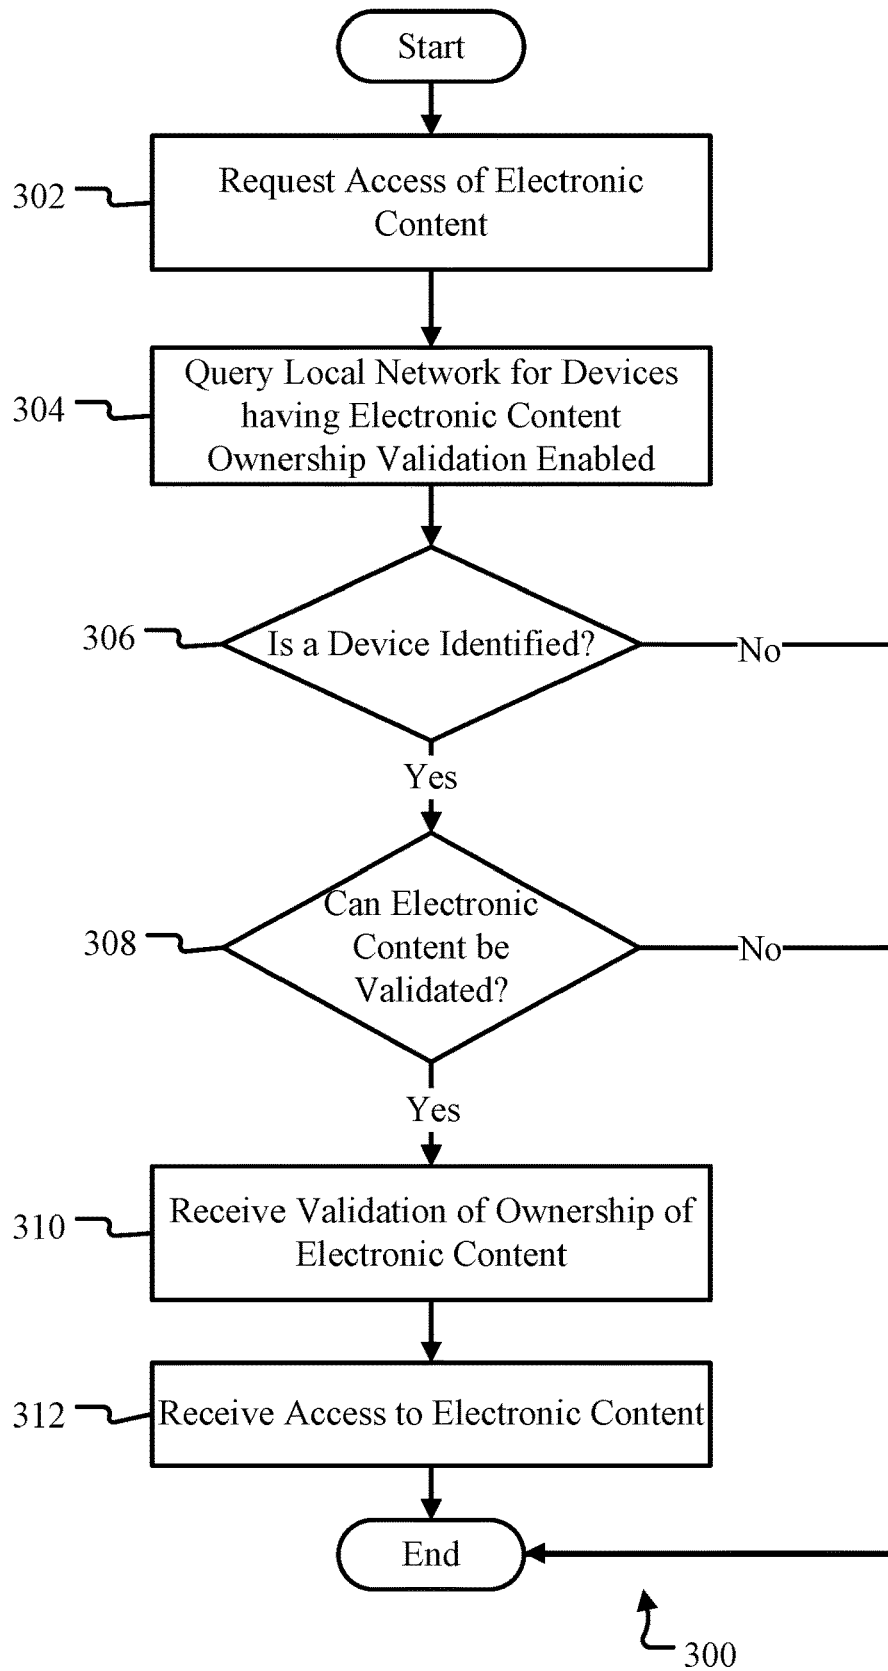 Start
302
Request Access of Electronic
Content
304
Query Local Network for Devices
having Electronic Content
Ownership Validation Enabled
306
Is a Device Identified?
No
Yes
308
Can Electronic
Content be
Validated?
No
Yes
310
Receive Validation of Ownership of
Electronic Content
312
Receive Access to Electronic Content
End
300